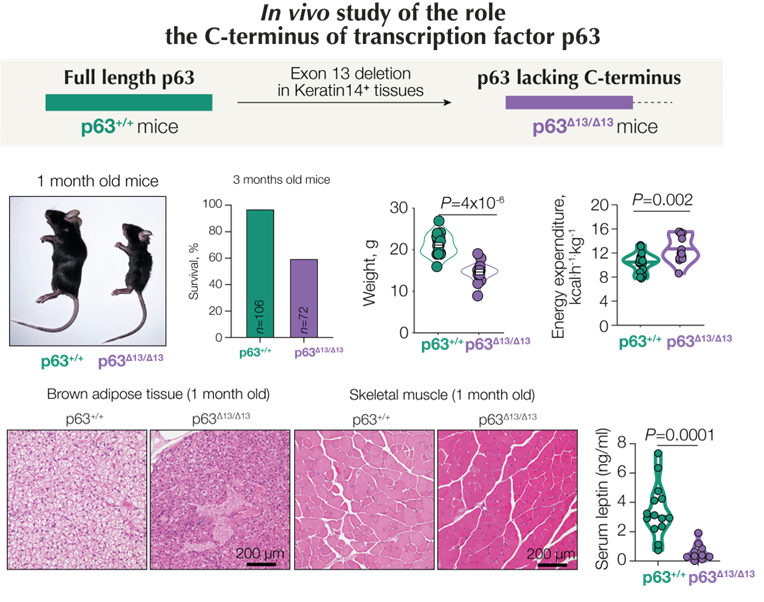 In vivo study of the role
the C-terminus of transcription factor p63
Full length p63
Exon 13 deletion
in Keratin14⁺ tissues
p63 lacking C-terminus
p63⁺/⁺ mice
p63Δ13/Δ13 mice
1 month old mice
p63⁺/⁺
p63Δ13/Δ13
3 months old mice
Survival, %
100
80
60
40
20
0
n=106
n=72
p63⁺/⁺
p63Δ13/Δ13
Weight, g
P=4x10⁻⁶
30
20
10
0
p63⁺/⁺
p63Δ13/Δ13
Energy expernditure,
kcalh⁻¹·kg⁻¹
P=0.002
20
16
12
8
4
0
p63⁺/⁺
p63Δ13/Δ13
Brown adipose tissue (1 month old)
p63⁺/⁺
p63Δ13/Δ13
200 µm
Skeletal muscle (1 month old)
p63⁺/⁺
p63Δ13/Δ13
200 µm
Serum leptin (ng/ml)
P=0.0001
8
6
4
2
0
p63⁺/⁺
p63Δ13/Δ13